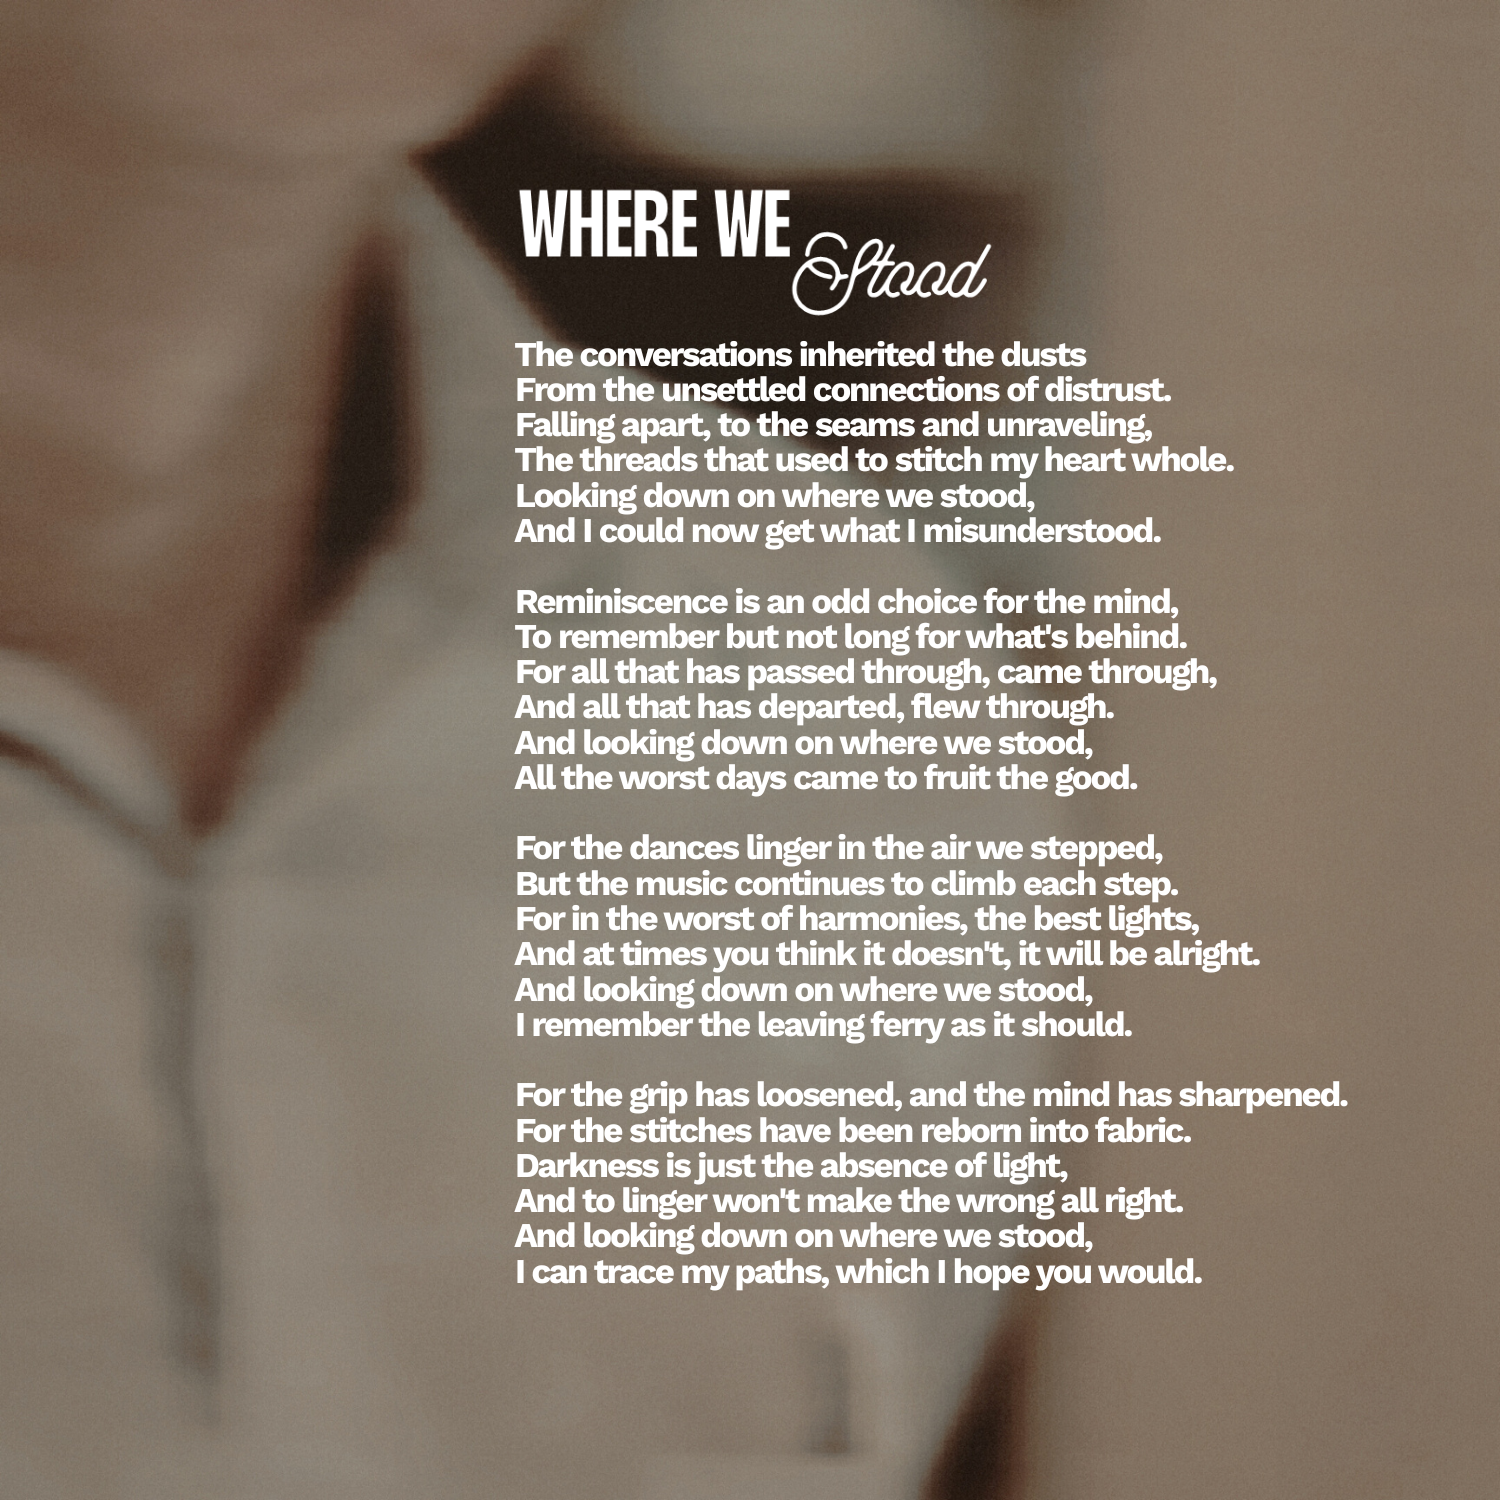 WHERE WE Stood
The conversations inherited the dusts
From the unsettled connections of distrust.
Falling apart, to the seams and unraveling,
The threads that used to stitch my heart whole.
Looking down on where we stood,
And I could now get what I misunderstood.
Reminiscence is an odd choice for the mind,
To remember but not long for what's behind.
For all that has passed through, came through,
And all that has departed, flew through.
And looking down on where we stood,
All the worst days came to fruit the good.
For the dances linger in the air we stepped,
But the music continues to climb each step.
For in the worst of harmonies, the best lights,
And at times you think it doesn't, it will be alright.
And looking down on where we stood,
I remember the leaving ferry as it should.
For the grip has loosened, and the mind has sharpened.
For the stitches have been reborn into fabric.
Darkness is just the absence of light,
And to linger won't make the wrong all right.
And looking down on where we stood,
I can trace my paths, which I hope you would.